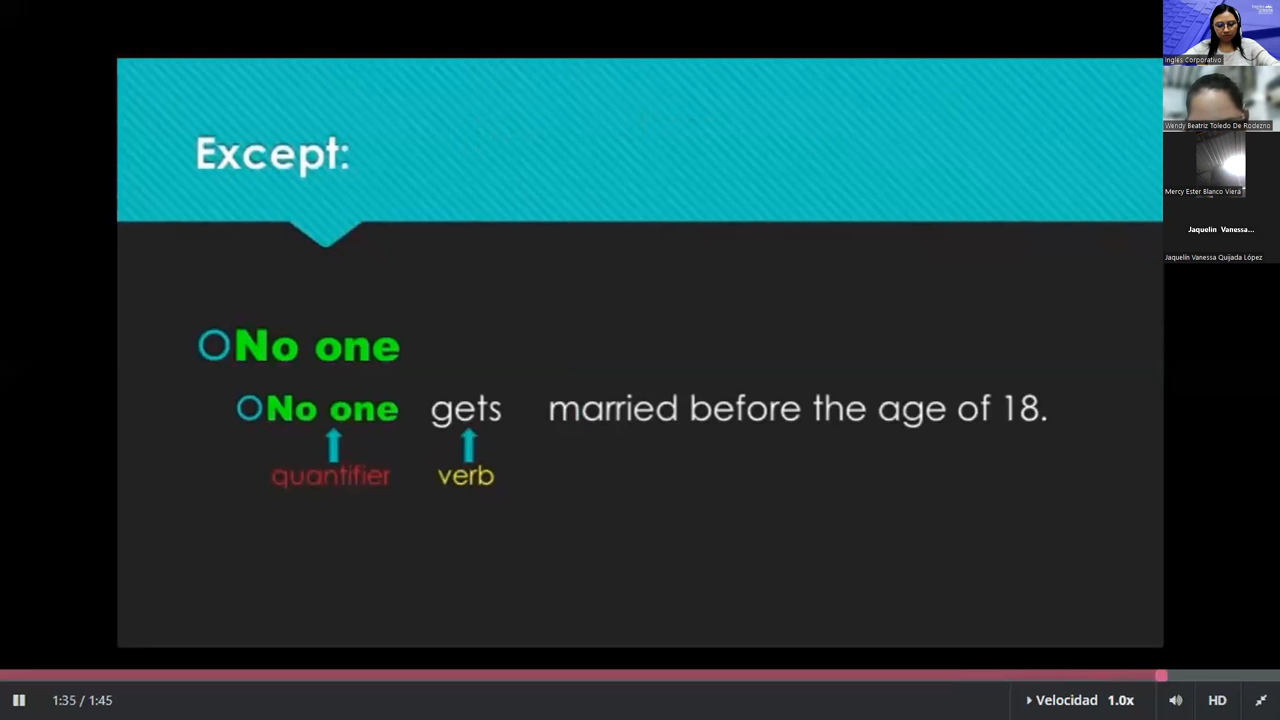 Except:
No one
No one gets married before the age of 18.
quantifier verb
Inglés Corporativo
Wendy Beatriz Toledo De Rodezno
Mercy Ester Blanco Viera
Jaquelin Vanessa...
Jaquelin Vanessa Quijada López
1:35 / 1:45
Velocidad 1.0x
HD